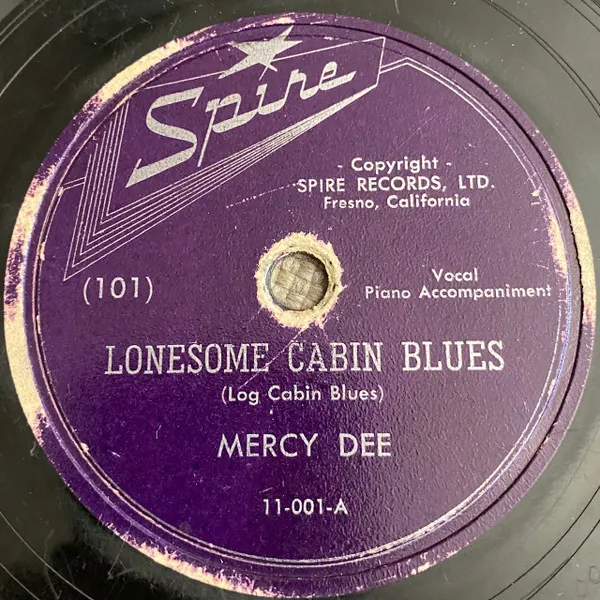 Spire
- Copyright -
SPIRE RECORDS, LTD.
Fresno, California
(101)
Vocal
Piano Accompaniment
LONESOME CABIN BLUES
(Log Cabin Blues)
MERCY DEE
11-001-A